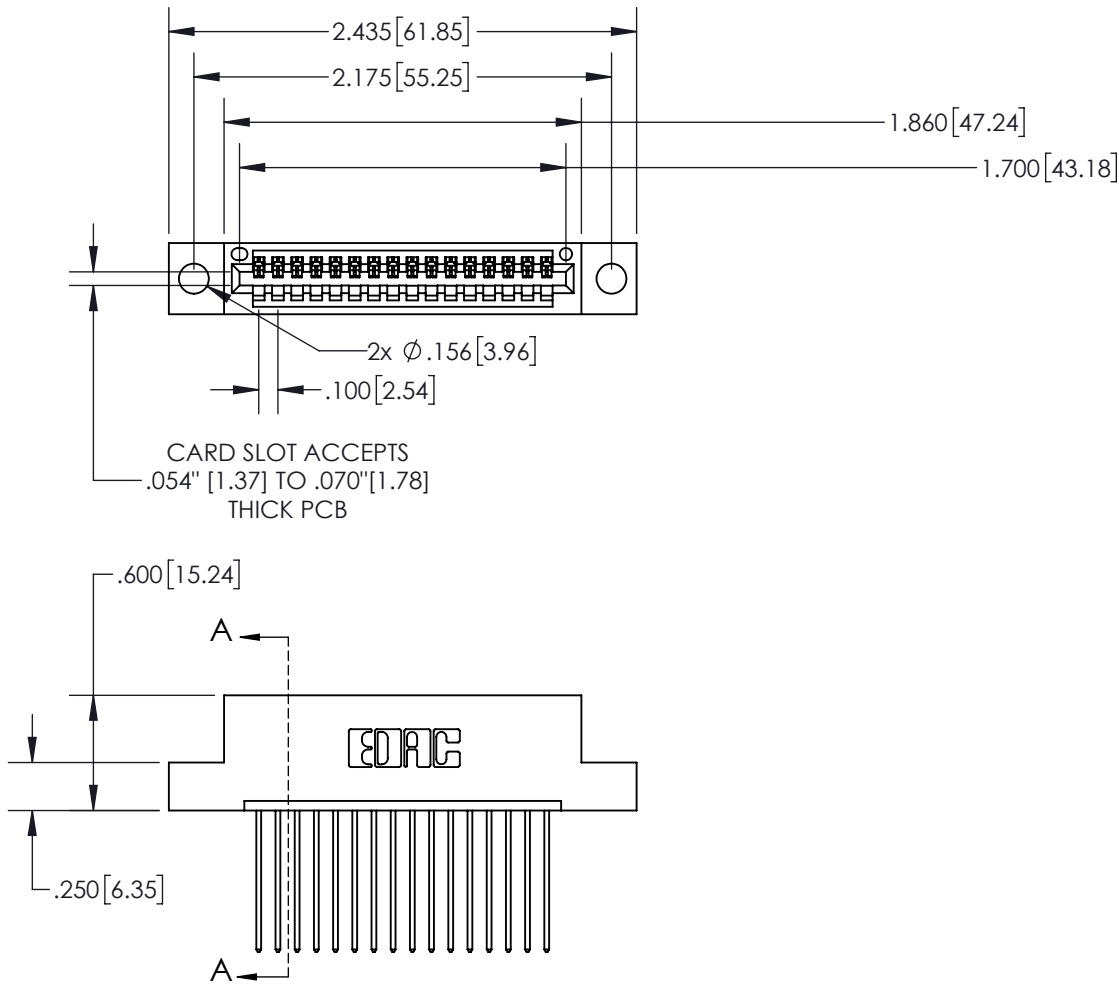 2.435[61.85]
2.175[55.25]
1.860[47.24]
1.700[43.18]
2x Ø.156[3.96]
.100[2.54]
CARD SLOT ACCEPTS
.054" [1.37] TO .070"[1.78]
THICK PCB
.600[15.24]
A
EDAC
.250[6.35]
A